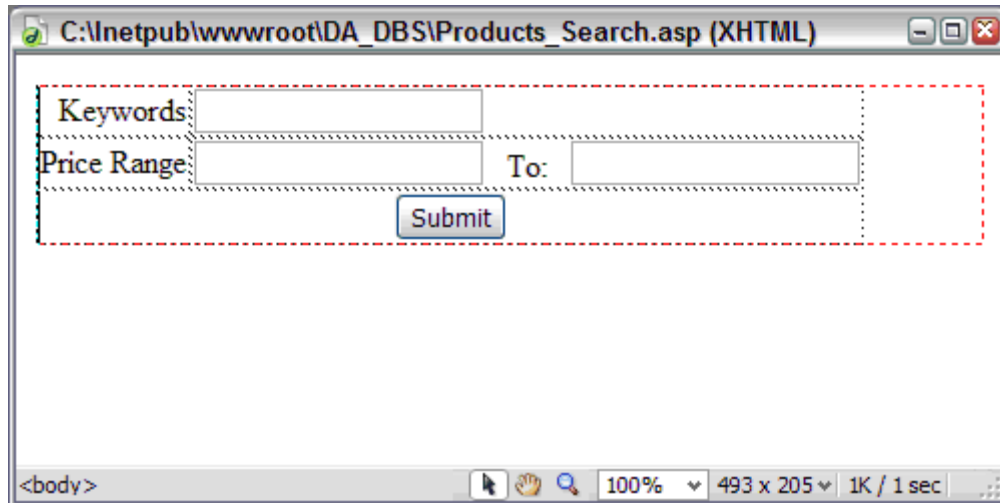 C:\Inetpub\wwwroot\DA_DBS\Products_Search.asp (XHTML)
Keywords
Price Range To:
Submit
<body> 100% 493 x 205 1K / 1 sec